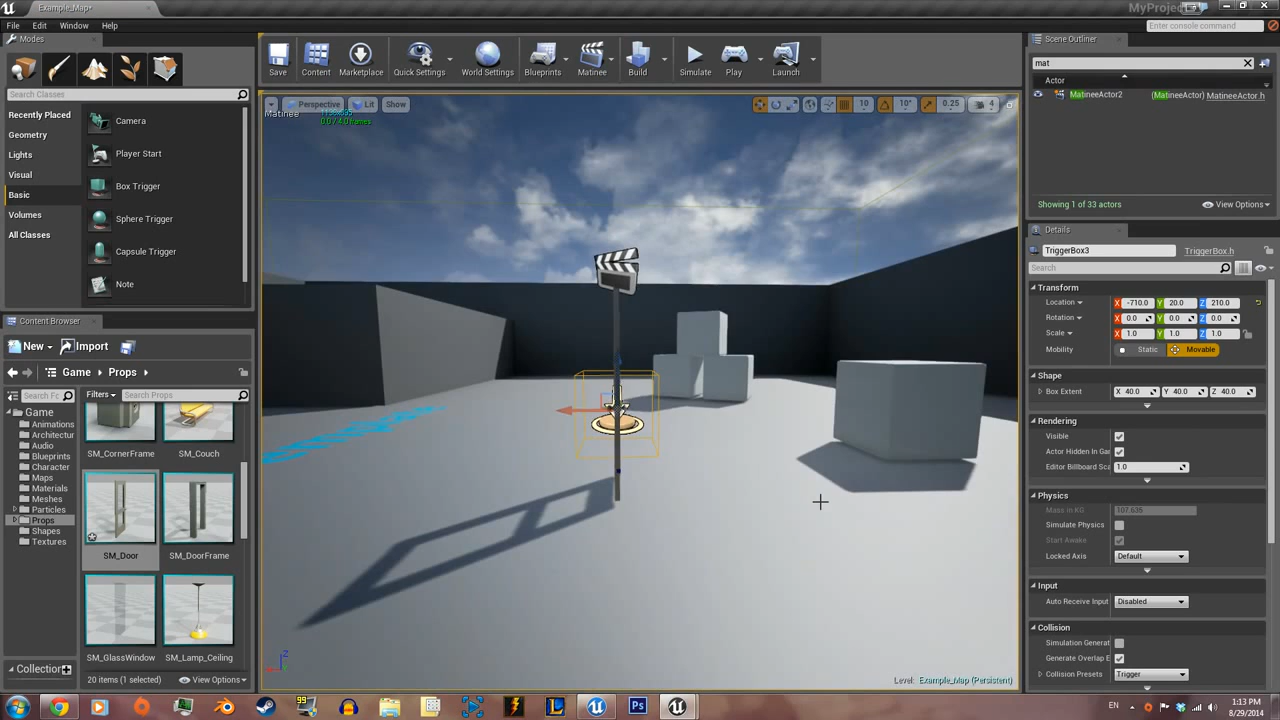 Example_Map*
MyProject
File Edit Window Help
Enter console command
Modes
Search Classes
Recently Placed
Geometry
Lights
Visual
Basic
Volumes
All Classes
Camera
Player Start
Box Trigger
Sphere Trigger
Capsule Trigger
Note
Save Content Marketplace Quick Settings World Settings Blueprints Matinee Build Simulate Play Launch
Perspective Lit Show
10 10° 0.25 4
Matinee
Scene Outliner
mat
Actor
MatineeActor2 (MatineeActor) MatineeActor.h
Showing 1 of 33 actors
View Options
Content Browser
New Import
Game Props
Search Fc
Filters Search Props
Game
Animations
Architectur
Audio
Blueprints
Character
Maps
Materials
Meshes
Particles
Props
Shapes
Textures
Collection
SM_CornerFrame SM_Couch
SM_Door SM_DoorFrame
SM_GlassWindow SM_Lamp_Ceiling
20 items (1 selected) View Options
Details
TriggerBox3 TriggerBox.h
Search
Transform
Location X -710.0 Y 20.0 Z 210.0
Rotation X 0.0 Y 0.0 Z 0.0
Scale X 1.0 Y 1.0 Z 1.0
Mobility Static Movable
Shape
Box Extent X 40.0 Y 40.0 Z 40.0
Rendering
Visible
Actor Hidden In Ga
Editor Billboard Sca 1.0
Physics
Mass in KG 107.635
Simulate Physics
Start Awake
Locked Axis Default
Input
Auto Receive Input Disabled
Collision
Simulation Generat
Generate Overlap E
Collision Presets Trigger
Level: Example_Map (Persistent)
Z
99
Ps
EN
1:13 PM
8/29/2014